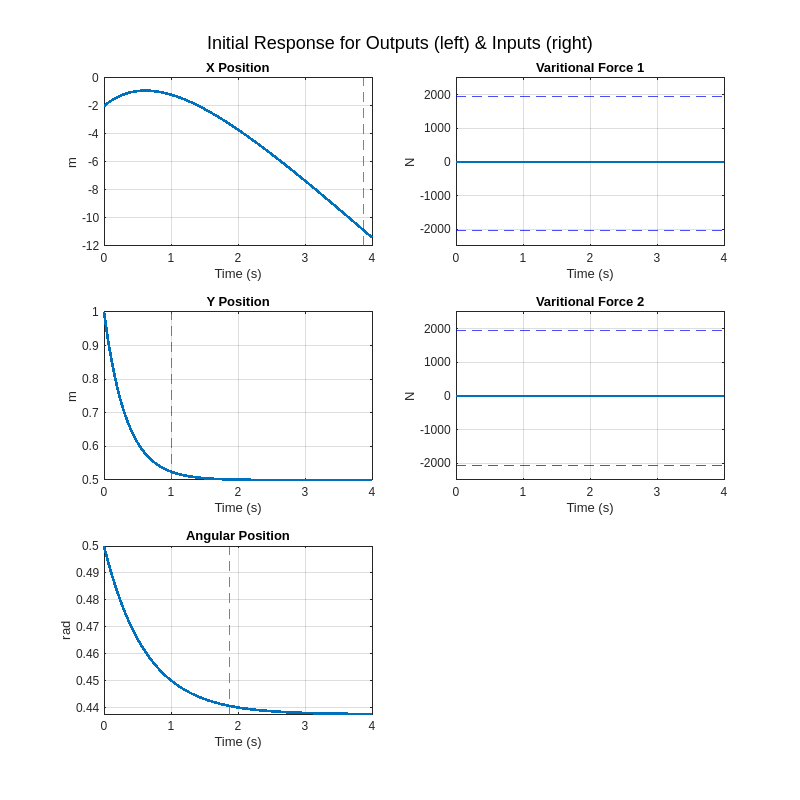 Initial Response for Outputs (left) & Inputs (right)
X Position
0
-2
-4
-6
-8
-10
-12
m
0 1 2 3 4
Time (s)
Varitional Force 1
2000
1000
0
-1000
-2000
N
0 1 2 3 4
Time (s)
Y Position
1
0.9
0.8
0.7
0.6
0.5
m
0 1 2 3 4
Time (s)
Varitional Force 2
2000
1000
0
-1000
-2000
N
0 1 2 3 4
Time (s)
Angular Position
0.5
0.49
0.48
0.47
0.46
0.45
0.44
rad
0 1 2 3 4
Time (s)